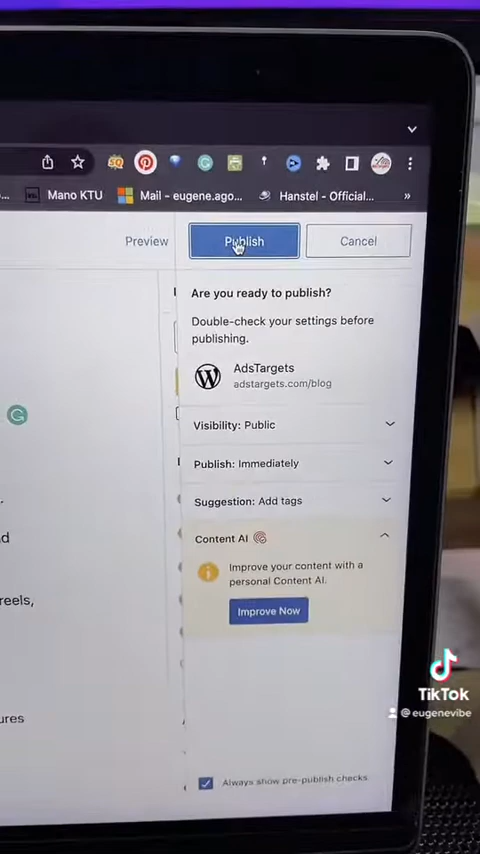 Mano KTU
Mail - eugene.ago...
Hanstel - Official...
»
Preview
Publish
Cancel
Are you ready to publish?
Double-check your settings before
publishing.
AdsTargets
adstargets.com/blog
Visibility: Public
Publish: Immediately
Suggestion: Add tags
Content AI
Improve your content with a
personal Content AI.
Improve Now
reels,
Always show pre-publish checks
TikTok
@eugenevibe